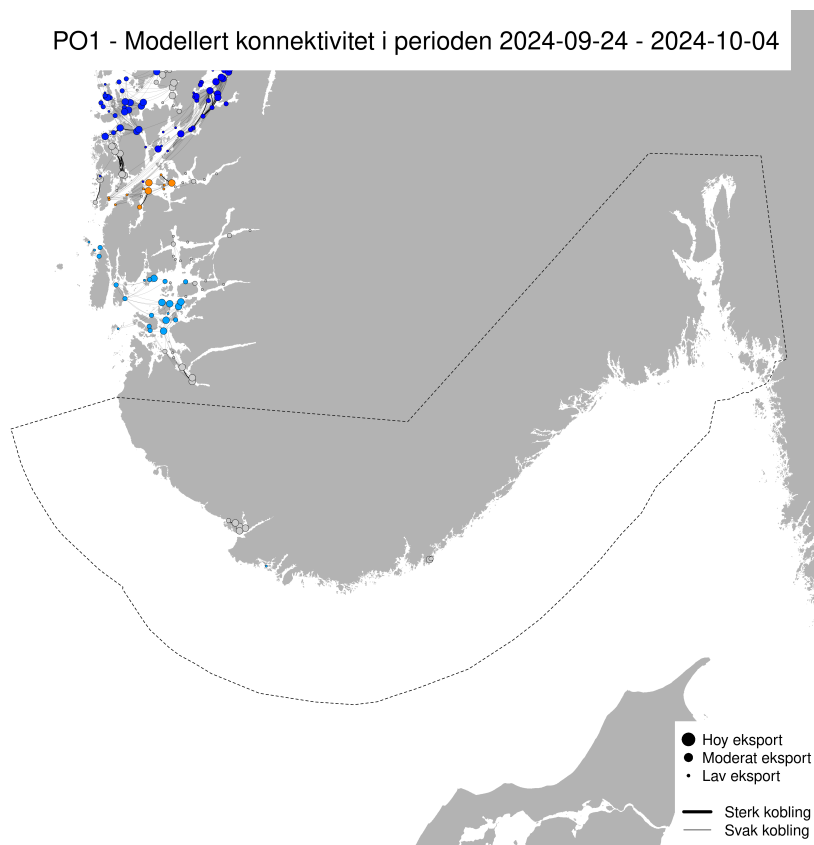 PO1 - Modellert konnektivitet i perioden 2024-09-24 - 2024-10-04
Hoy eksport
Moderat eksport
Lav eksport
Sterk kobling
Svak kobling